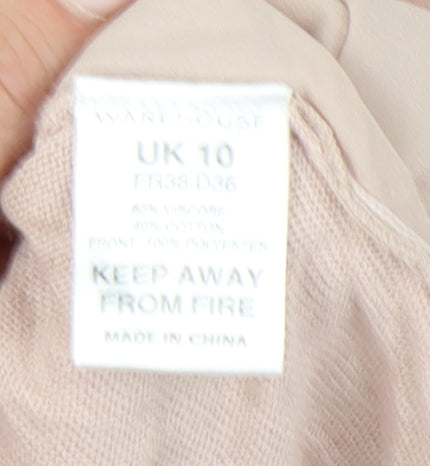 WAREHOUSE
UK 10
FR38 D36
60% VISCOSE
40% COTTON
FRONT: 100% POLYESTER
KEEP AWAY
FROM FIRE
MADE IN CHINA